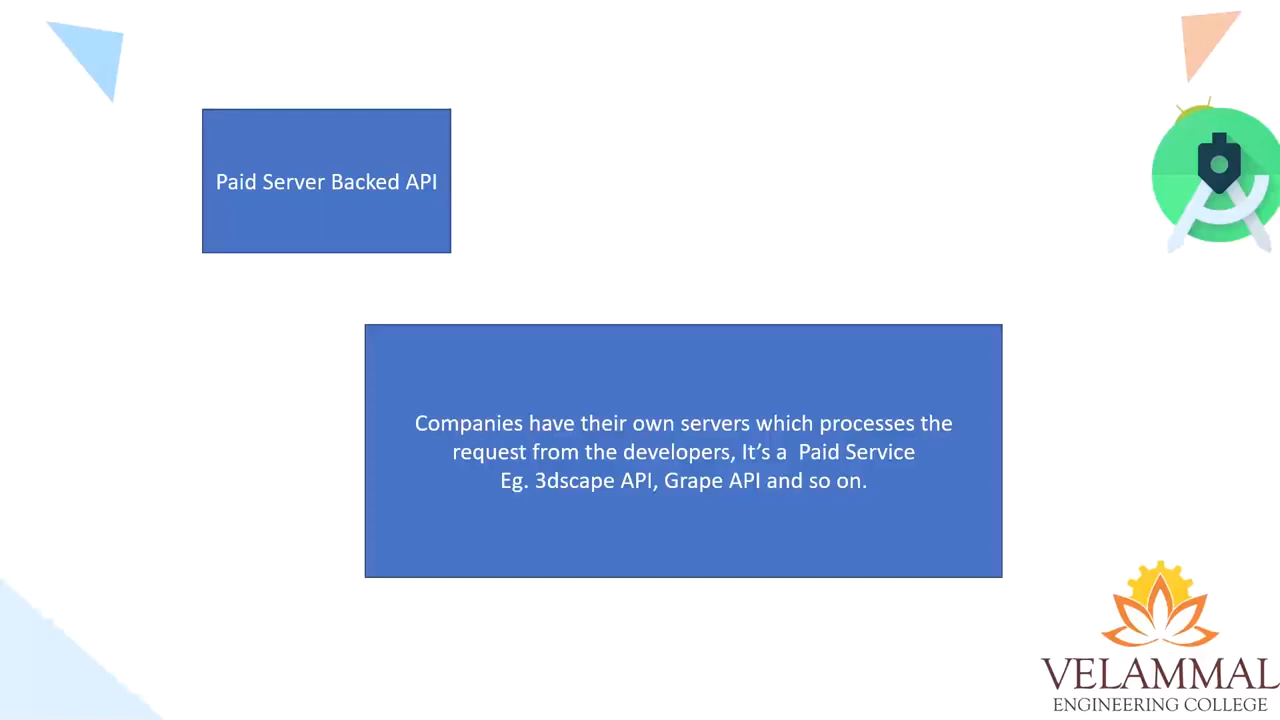 Paid Server Backed API
Companies have their own servers which processes the
request from the developers, It’s a  Paid Service
Eg. 3dscape API, Grape API and so on.
VELAMMAL
ENGINEERING COLLEGE